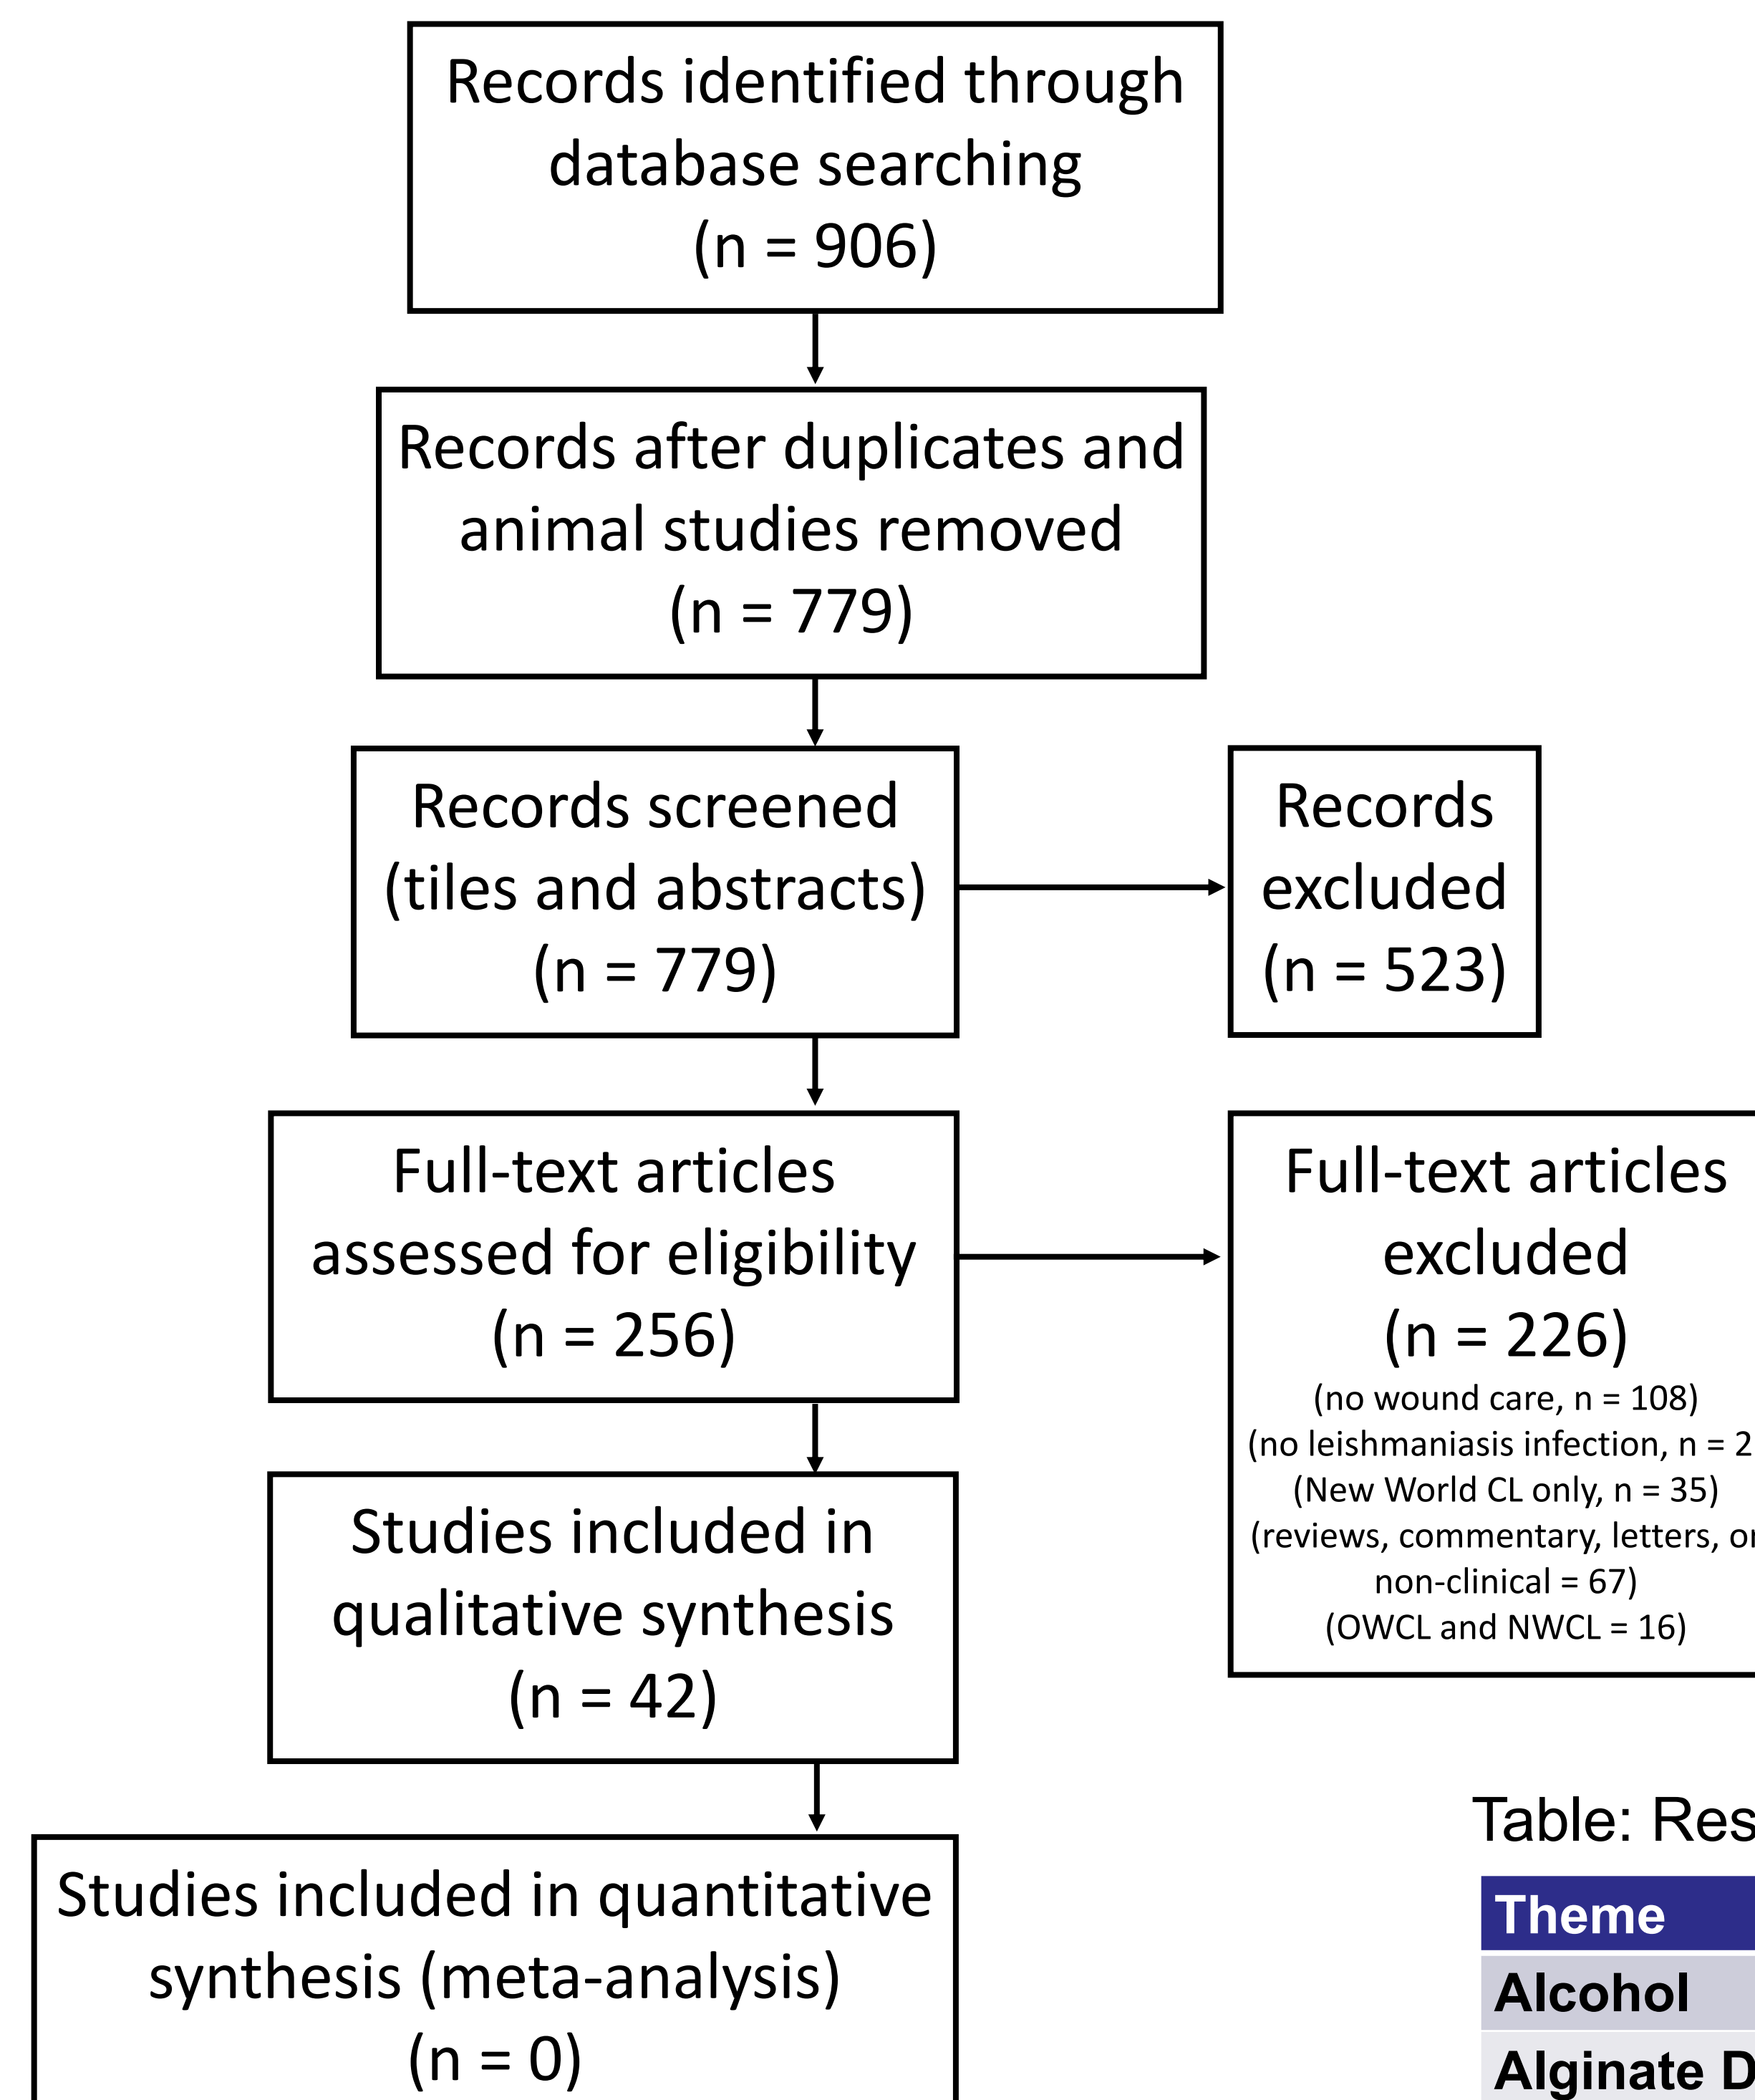 Records identified through
database searching
(n = 906)
Records after duplicates and
animal studies removed
(n = 779)
Records screened
(tiles and abstracts)
(n = 779)
Records
excluded
(n = 523)
Full-text articles
assessed for eligibility
(n = 256)
Full-text articles
excluded
(n = 226)
(no wound care, n = 108)
(no leishmaniasis infection, n = 2
(New World CL only, n = 35)
(reviews, commentary, letters, or
non-clinical = 67)
(OWCL and NWCL = 16)
Studies included in
qualitative synthesis
(n = 42)
Studies included in quantitative
synthesis (meta-analysis)
(n = 0)
Table:
Theme
Alcohol
Alginate